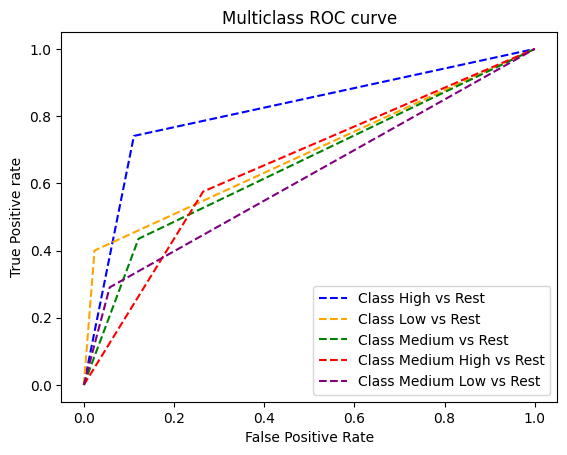 Multiclass ROC curve
True Positive rate
1.0
0.8
0.6
0.4
0.2
0.0
Class High vs Rest
Class Low vs Rest
Class Medium vs Rest
Class Medium High vs Rest
Class Medium Low vs Rest
0.0 0.2 0.4 0.6 0.8 1.0
False Positive Rate